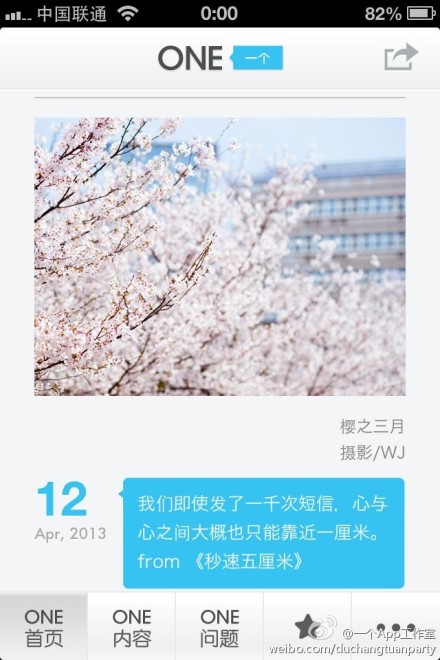 中国联通 0:00 82%
ONE 一个
樱之三月
摄影/WJ
12
Apr, 2013
我们即使发了一千次短信，心与
心之间大概也只能靠近一厘米。
from 《秒速五厘米》
ONE
首页
ONE
内容
ONE
问题
@一个App工作室
weibo.com/duchangtuanparty